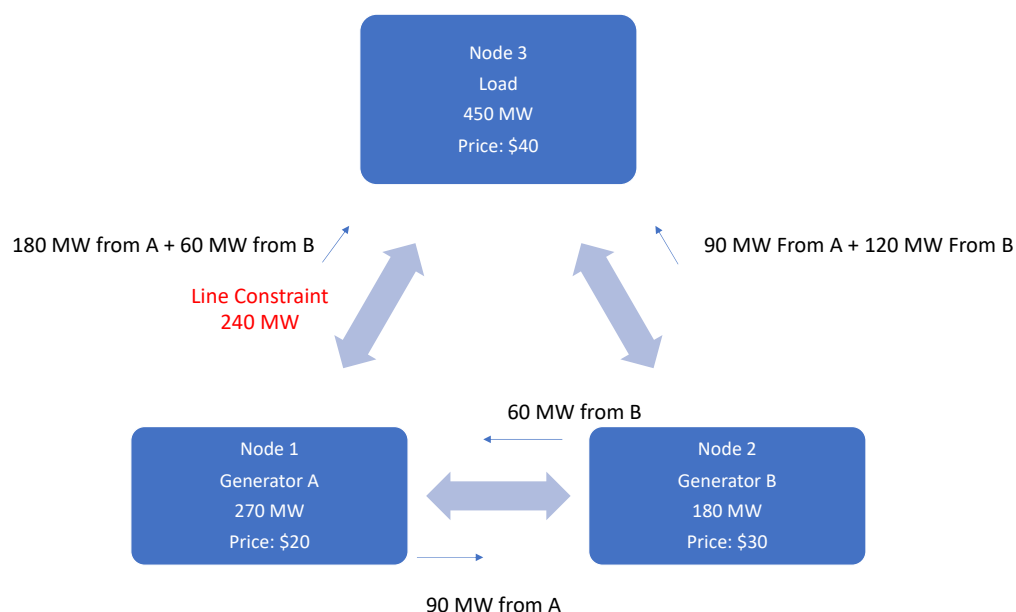 Node 3
Load
450 MW
Price: $40
180 MW from A + 60 MW from B
90 MW From A + 120 MW From B
Line Constraint
240 MW
60 MW from B
Node 1
Generator A
270 MW
Price: $20
Node 2
Generator B
180 MW
Price: $30
90 MW from A